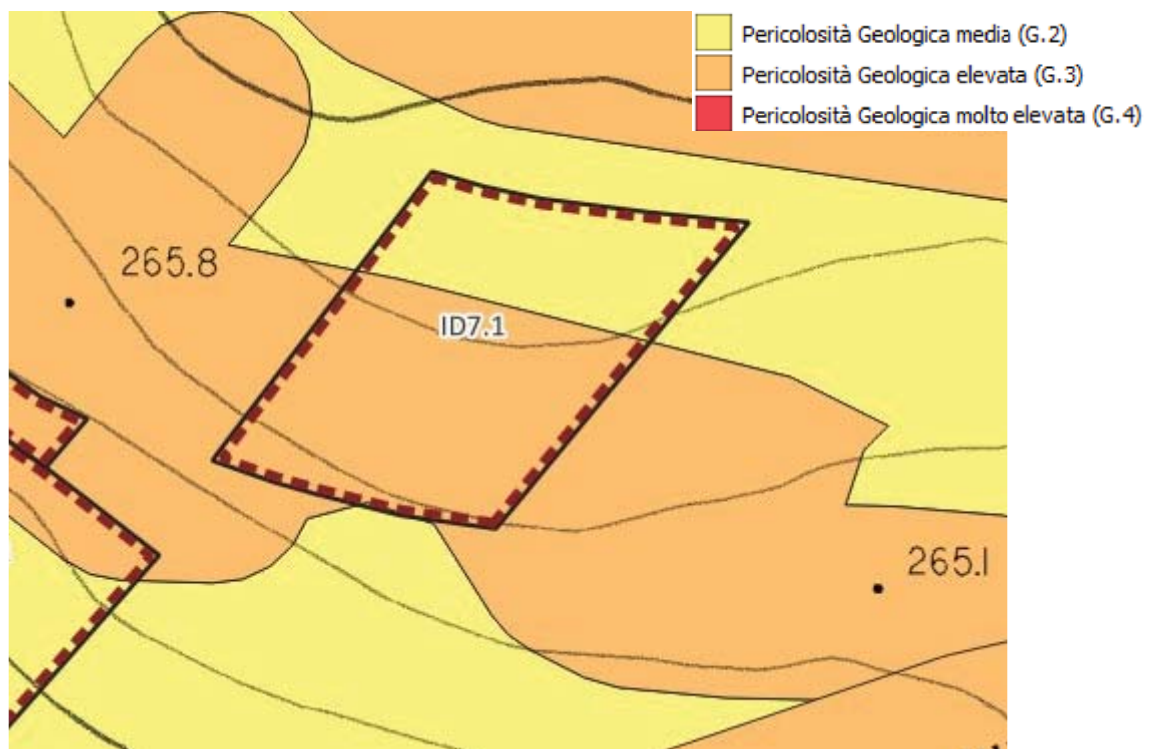 Pericolosità Geologica media (G.2)
Pericolosità Geologica elevata (G.3)
Pericolosità Geologica molto elevata (G.4)
265.8
ID7.1
265.1